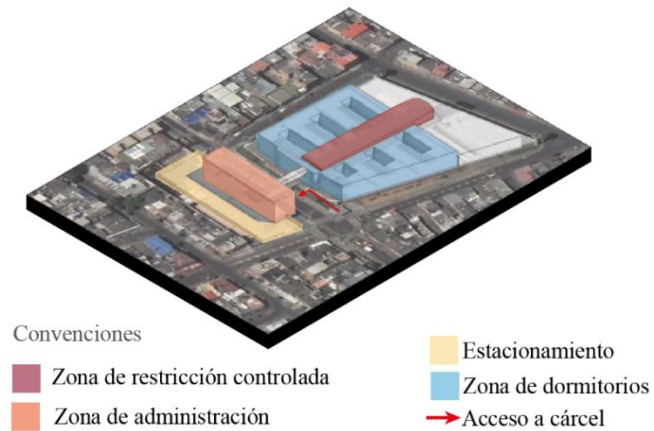 Convenciones
Zona de restricción controlada
Zona de administración
Estacionamiento
Zona de dormitorios
Acceso a cárcel